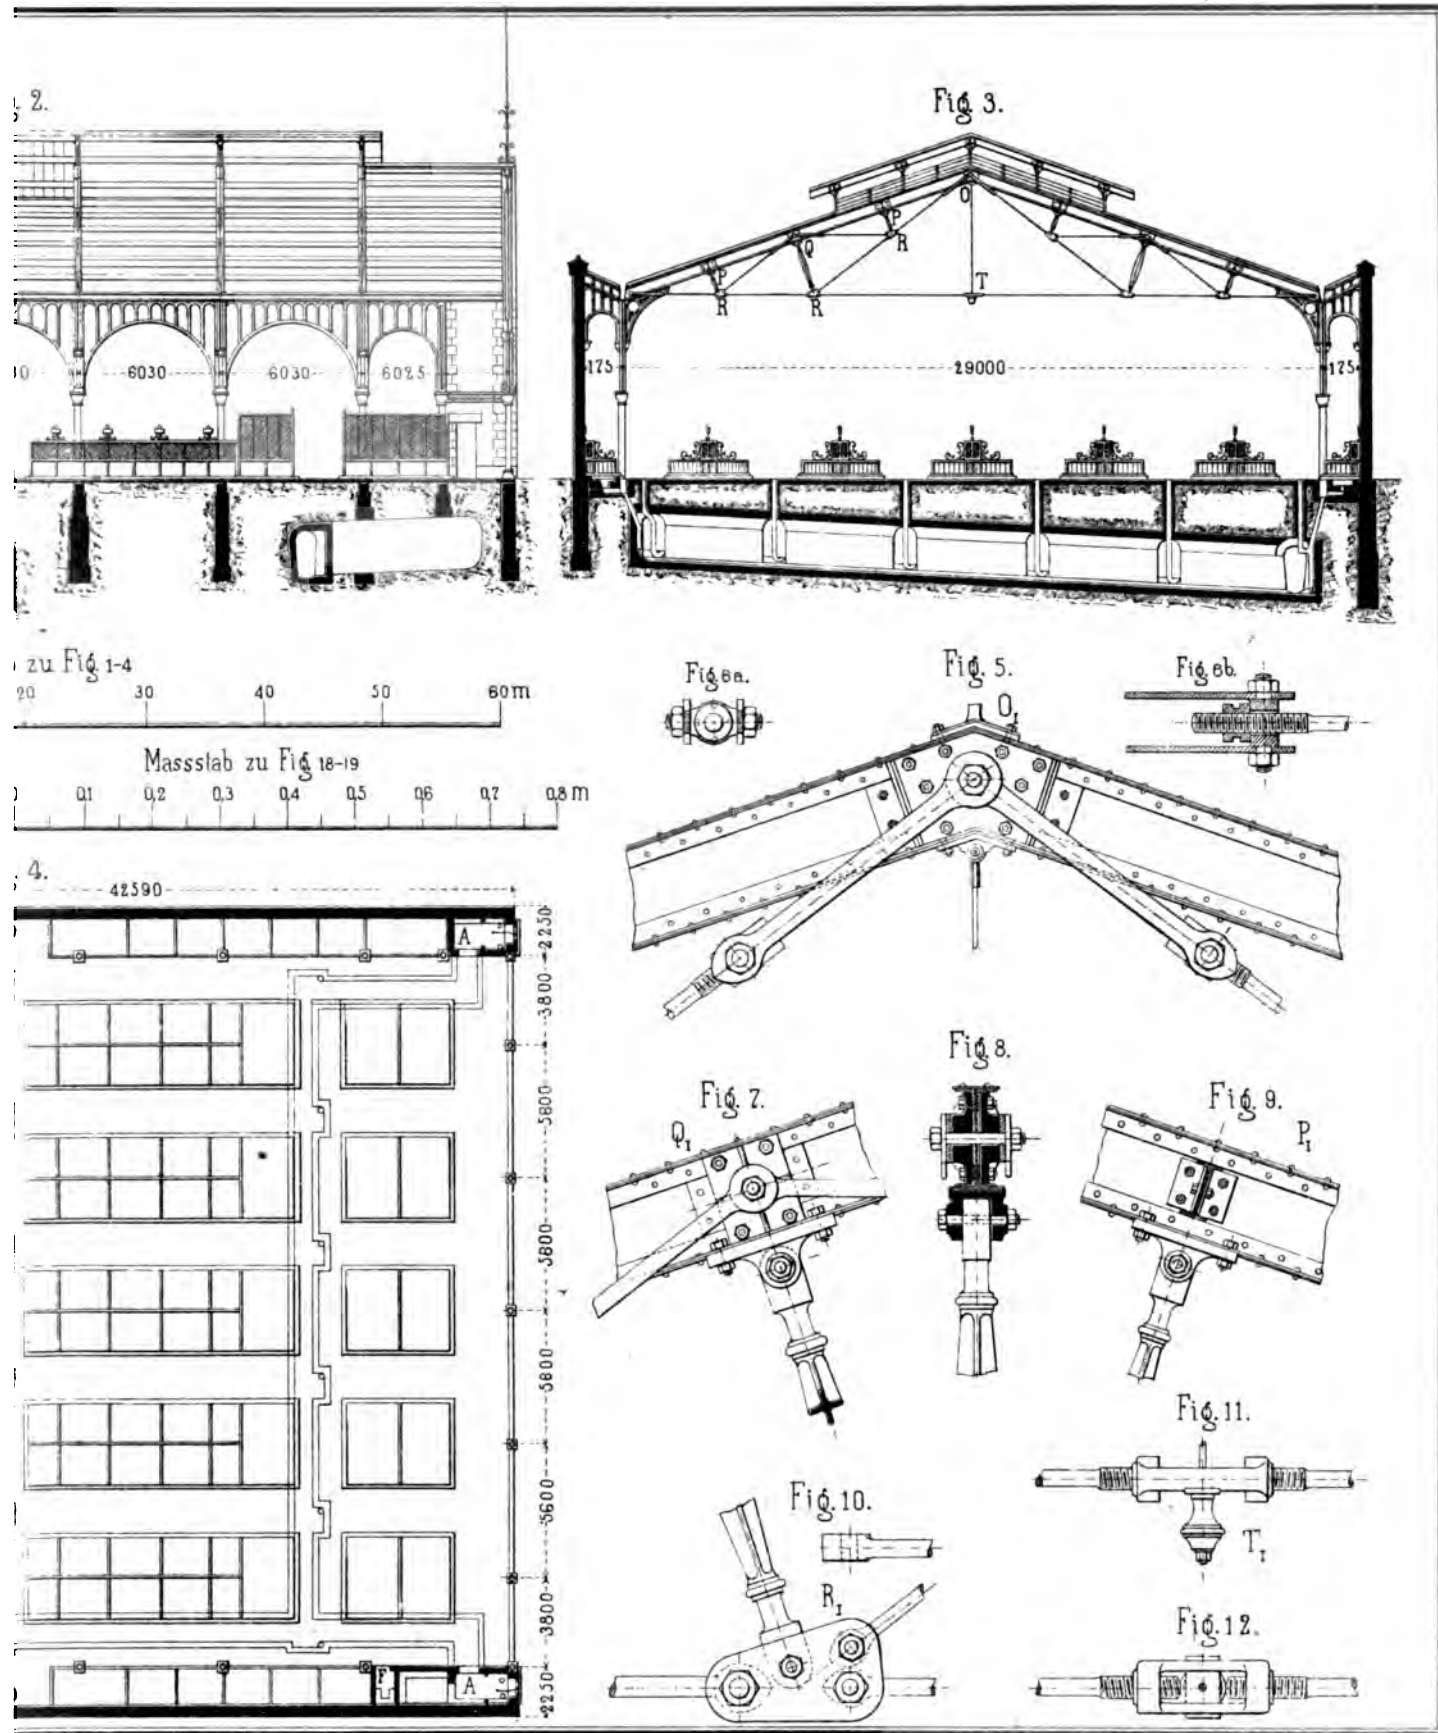 . 2.
Fig. 3.
O
P
Q
R
P
T
R
R
6030
6030
6025
175
29000
175
zu Fig. 1-4
20 30 40 50 60 m
Massstab zu Fig. 18-19
0,1 0,2 0,3 0,4 0,5 0,6 0,7 0,8 m
Fig. 6a.
Fig. 5.
O₁
Fig. 6b.
4.
42590
A
2250
3800
5800
5800
5800
5600
3800
2250
F
A
Fig. 7.
Q₁
Fig. 8.
Fig. 9.
P₁
Fig. 10.
R₁
Fig. 11.
T₁
Fig. 12.